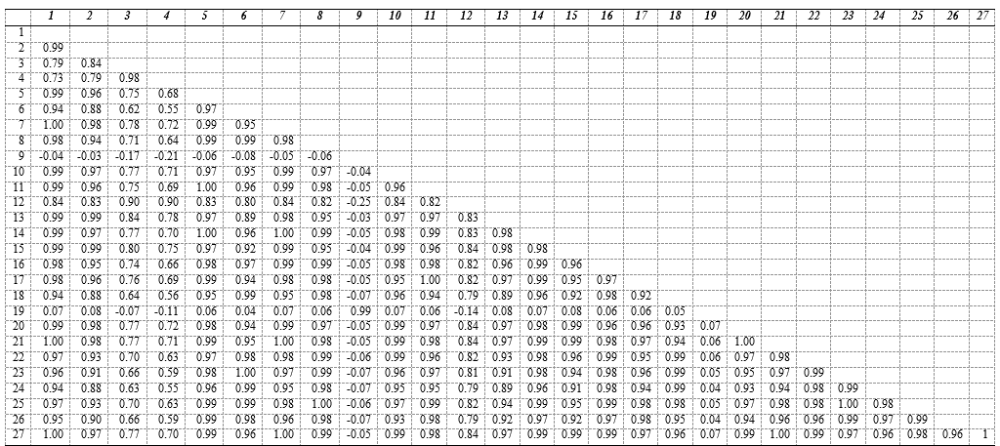 1 2 3 4 5 6 7 8 9 10 11 12 13 14 15 16 17 18 19 20 21 22 23 24 25 26 27
1
2 0.99
3 0.79 0.84
4 0.73 0.79 0.98
5 0.99 0.96 0.75 0.68
6 0.94 0.88 0.62 0.55 0.97
7 1.00 0.98 0.78 0.72 0.99 0.95
8 0.98 0.94 0.71 0.64 0.99 0.99 0.98
9 -0.04 -0.03 -0.17 -0.21 -0.06 -0.08 -0.05 -0.06
10 0.99 0.97 0.77 0.71 0.97 0.95 0.99 0.97 -0.04
11 0.99 0.96 0.75 0.69 1.00 0.96 0.99 0.98 -0.05 0.96
12 0.84 0.83 0.90 0.90 0.83 0.80 0.84 0.82 -0.25 0.84 0.82
13 0.99 0.99 0.84 0.78 0.97 0.89 0.98 0.95 -0.03 0.97 0.97 0.83
14 0.99 0.97 0.77 0.70 1.00 0.96 1.00 0.99 -0.05 0.98 0.99 0.83 0.98
15 0.99 0.99 0.80 0.75 0.97 0.92 0.99 0.95 -0.04 0.99 0.96 0.84 0.98 0.98
16 0.98 0.95 0.74 0.66 0.98 0.97 0.99 0.99 -0.05 0.98 0.98 0.82 0.96 0.99 0.96
17 0.98 0.96 0.76 0.69 0.99 0.94 0.98 0.98 -0.05 0.95 1.00 0.82 0.97 0.99 0.95 0.97
18 0.94 0.88 0.64 0.56 0.95 0.99 0.95 0.98 -0.07 0.96 0.94 0.79 0.89 0.96 0.92 0.98 0.92
19 0.07 0.08 -0.07 -0.11 0.06 0.04 0.07 0.06 0.99 0.07 0.06 -0.14 0.08 0.07 0.08 0.06 0.06 0.05
20 0.99 0.98 0.77 0.72 0.98 0.94 0.99 0.97 -0.05 0.99 0.97 0.84 0.97 0.98 0.99 0.96 0.96 0.93 0.07
21 1.00 0.98 0.77 0.71 0.99 0.95 1.00 0.98 -0.05 0.99 0.98 0.84 0.97 0.99 0.99 0.98 0.97 0.94 0.06 1.00
22 0.97 0.93 0.70 0.63 0.97 0.98 0.98 0.99 -0.06 0.99 0.96 0.82 0.93 0.98 0.96 0.99 0.95 0.99 0.06 0.97 0.98
23 0.96 0.91 0.66 0.59 0.98 1.00 0.97 0.99 -0.07 0.96 0.97 0.81 0.91 0.98 0.94 0.98 0.96 0.99 0.05 0.95 0.97 0.99
24 0.94 0.88 0.63 0.55 0.96 0.99 0.95 0.98 -0.07 0.95 0.95 0.79 0.89 0.96 0.91 0.98 0.94 0.99 0.04 0.93 0.94 0.98 0.99
25 0.97 0.93 0.70 0.63 0.99 0.99 0.98 1.00 -0.06 0.97 0.99 0.82 0.94 0.99 0.95 0.99 0.98 0.98 0.05 0.97 0.98 0.98 1.00 0.98
26 0.95 0.90 0.66 0.59 0.99 0.98 0.96 0.98 -0.07 0.93 0.98 0.79 0.92 0.97 0.92 0.97 0.98 0.95 0.04 0.94 0.96 0.96 0.99 0.97 0.99
27 1.00 0.97 0.77 0.70 0.99 0.96 1.00 0.99 -0.05 0.99 0.98 0.84 0.97 0.99 0.99 0.99 0.97 0.96 0.07 0.99 1.00 0.99 0.97 0.96 0.98 0.96 1